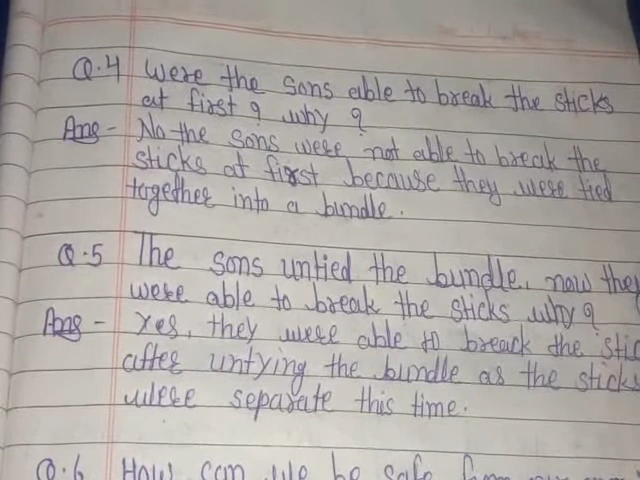 Q.4 Were the sons able to break the sticks
at first ? why ?
Ans - No the sons were not able to break the
sticks at first because they were tied
together into a bundle.
Q.5 The sons untied the bundle, now they
were able to break the sticks why ?
Ans - Yes, they were able to breack the stic
after untying the bundle as the sticks
were separate this time.
Q.6 How can we be safe from